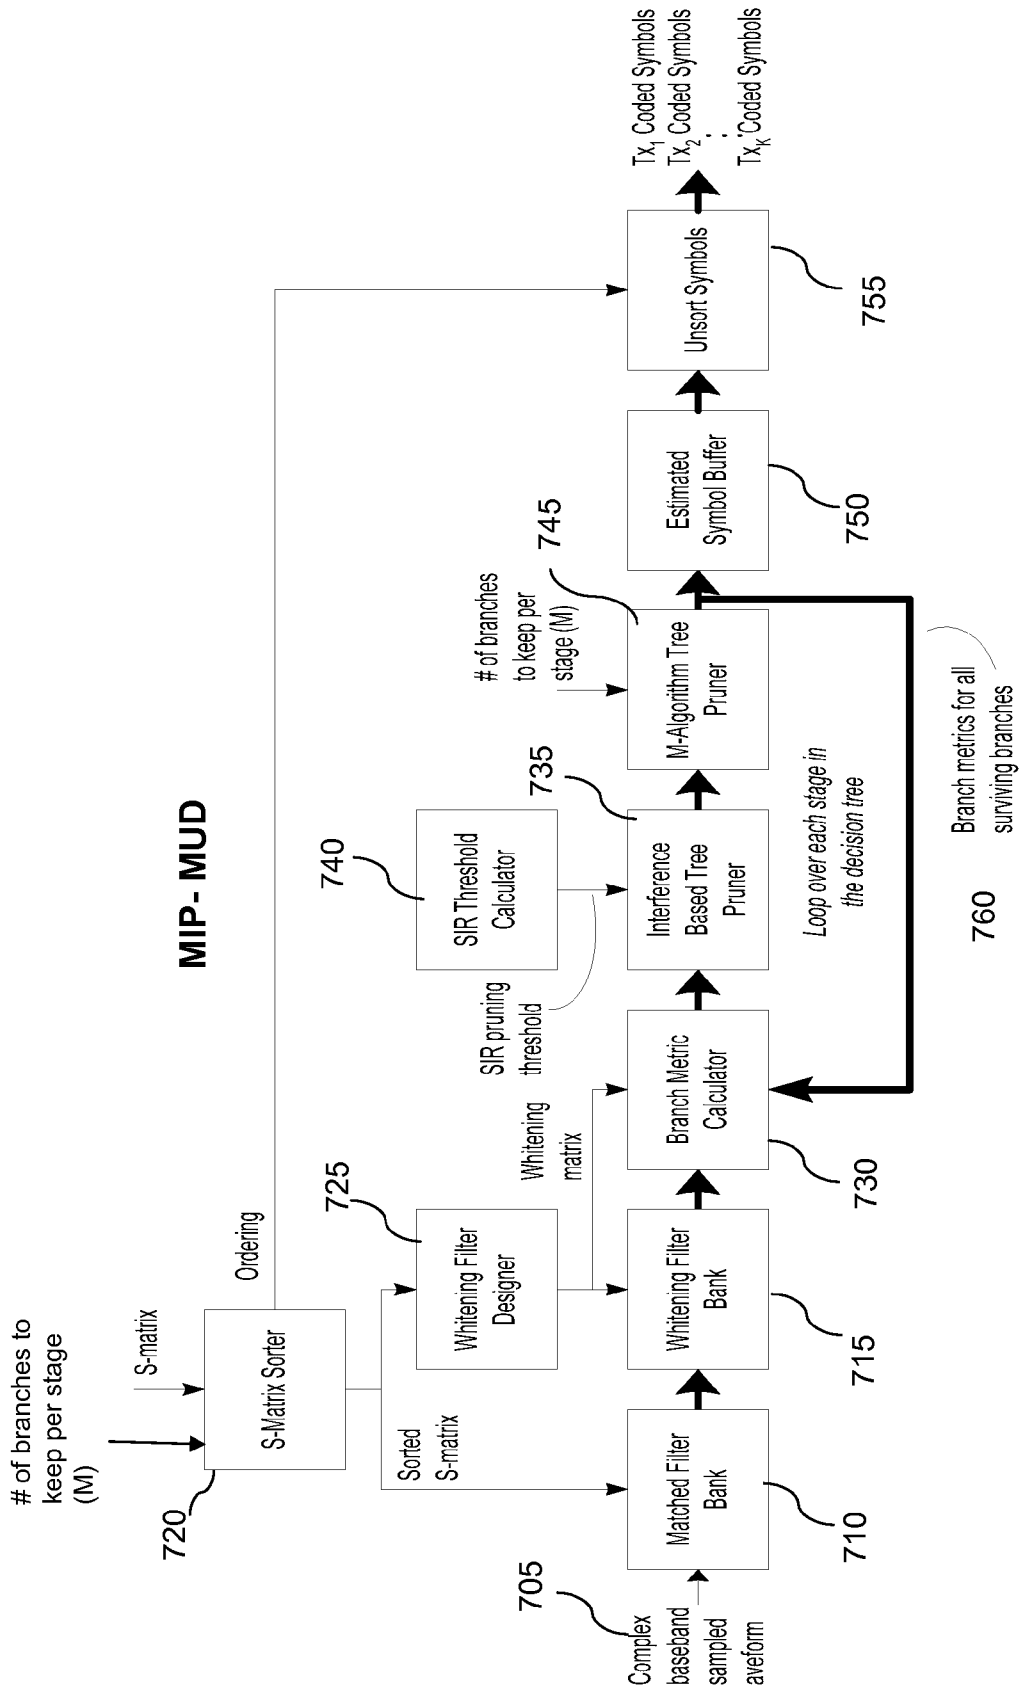 MIP- MUD
# of branches to
keep per stage
(M)
S-matrix
720
S-Matrix Sorter
Ordering
Sorted
S-matrix
725
Whitening Filter
Designer
Whitening
matrix
740
SIR Threshold
Calculator
SIR pruning
threshold
735
# of branches
to keep per
stage (M)
745
705
Complex
baseband
sampled
aveform
Matched Filter
Bank
710
Whitening Filter
Bank
715
Branch Metric
Calculator
730
Interference
Based Tree
Pruner
M-Algorithm Tree
Pruner
Estimated
Symbol Buffer
750
Unsort Symbols
755
Tx1 Coded Symbols
Tx2 Coded Symbols
TxK Coded Symbols
Loop over each stage in
the decision tree
760
Branch metrics for all
surviving branches